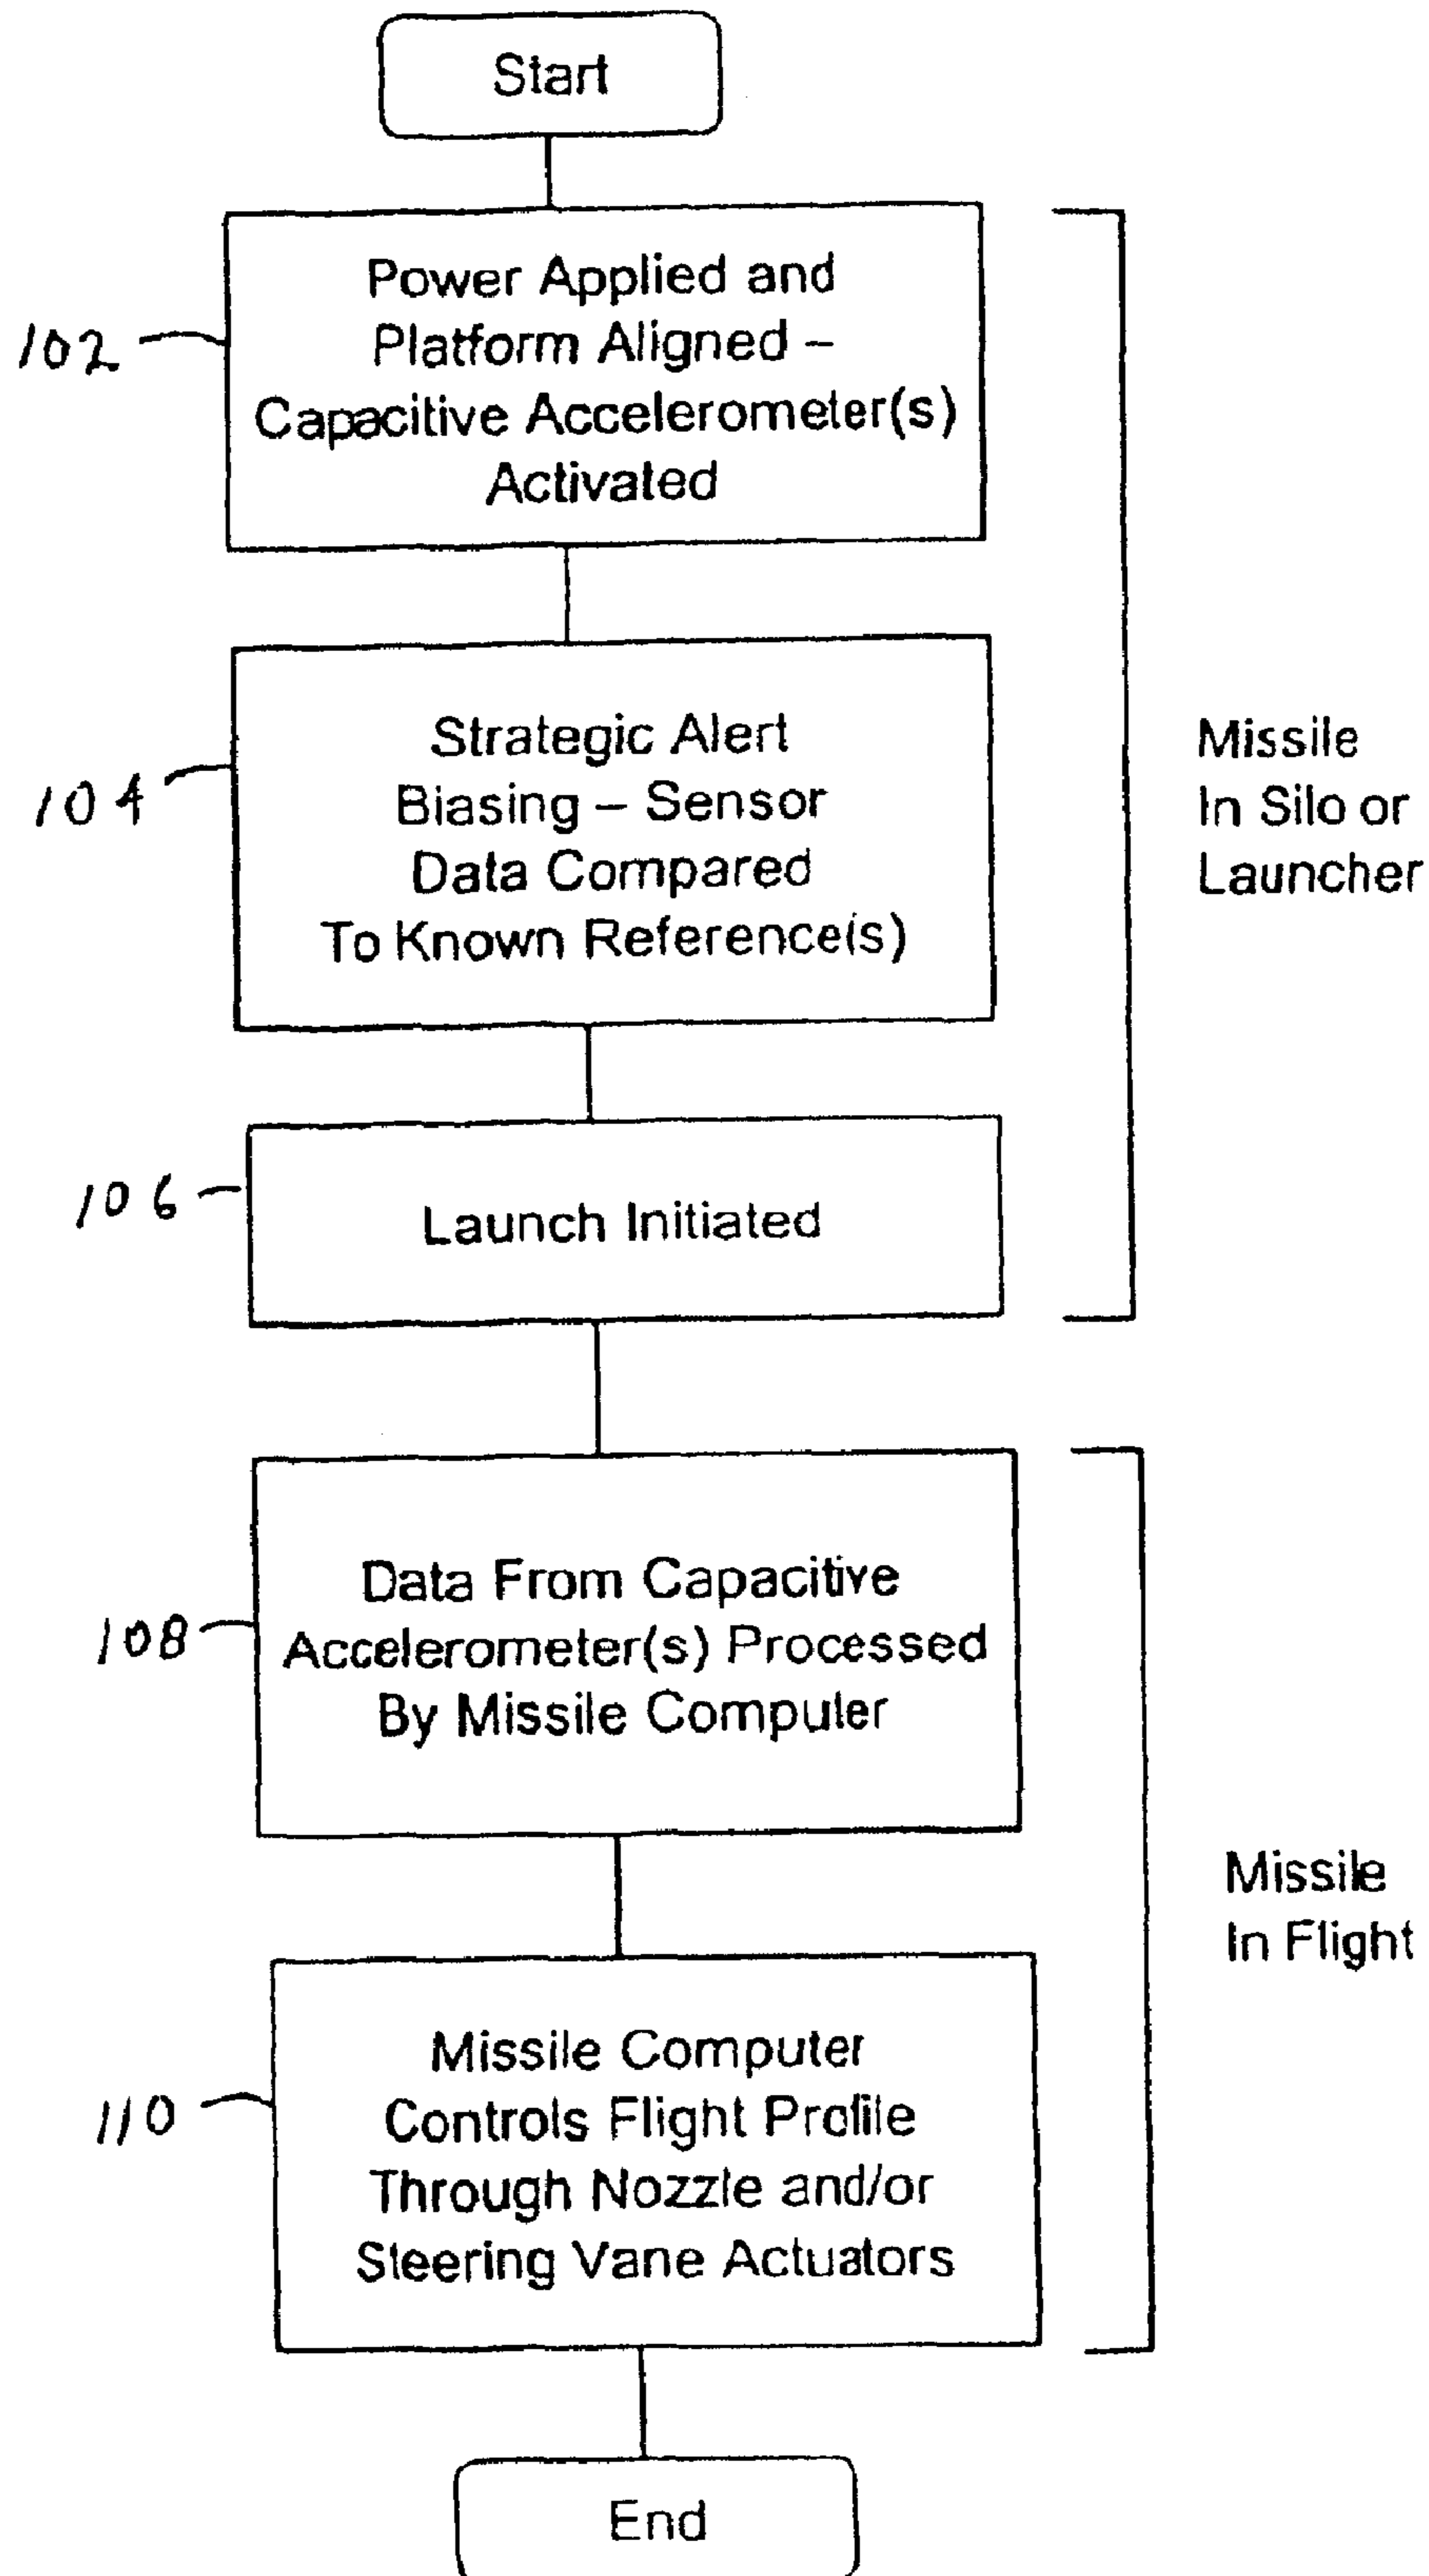 Start
102
Power Applied and
Platform Aligned –
Capacitive Accelerometer(s)
Activated
104
Strategic Alert
Biasing – Sensor
Data Compared
To Known Reference(s)
106
Launch Initiated
Missile
In Silo or
Launcher
108
Data From Capacitive
Accelerometer(s) Processed
By Missile Computer
110
Missile Computer
Controls Flight Profile
Through Nozzle and/or
Steering Vane Actuators
Missile
In Flight
End